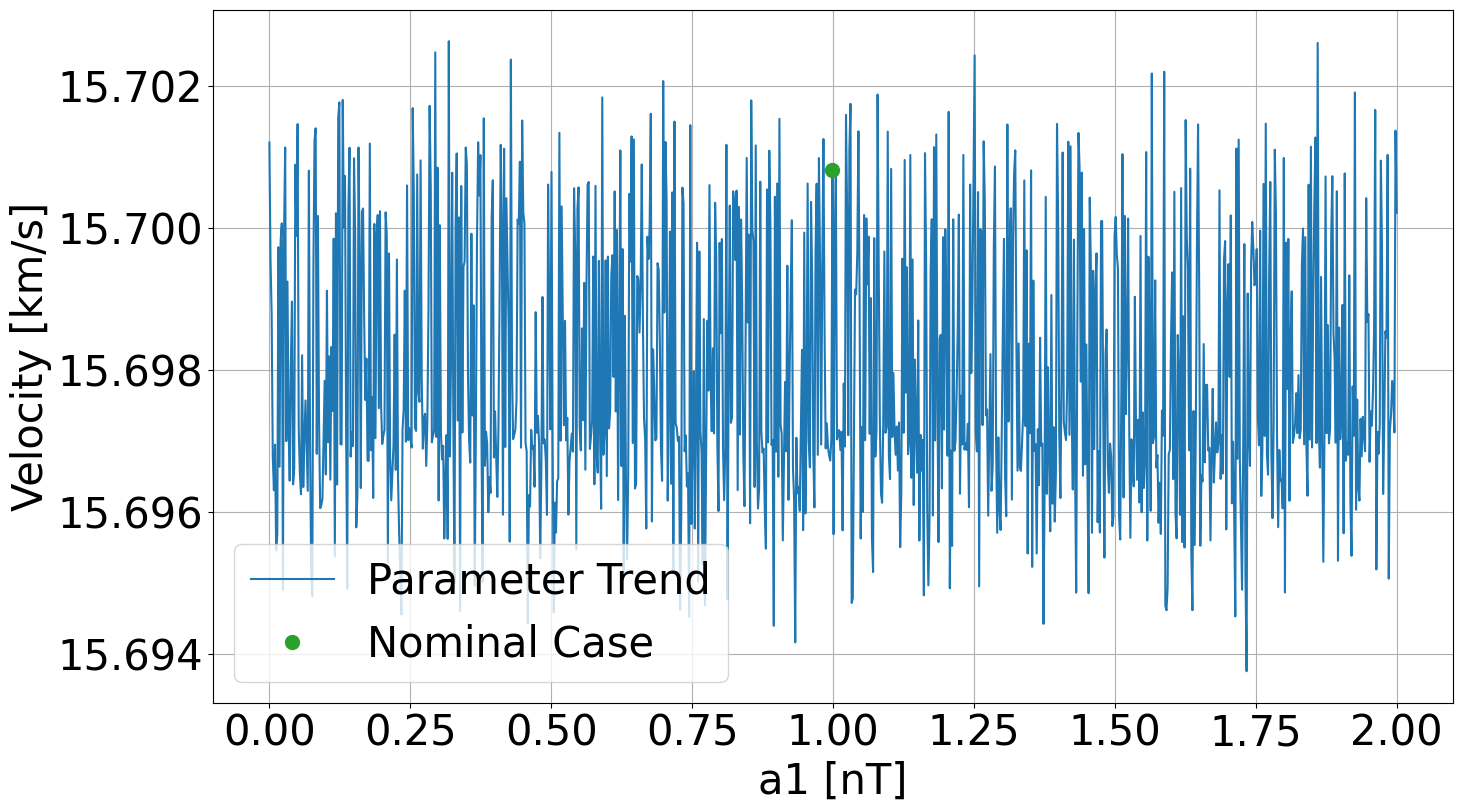 Velocity [km/s]
15.702
15.700
15.698
15.696
15.694
Parameter Trend
Nominal Case
0.00 0.25 0.50 0.75 1.00 1.25 1.50 1.75 2.00
a1 [nT]